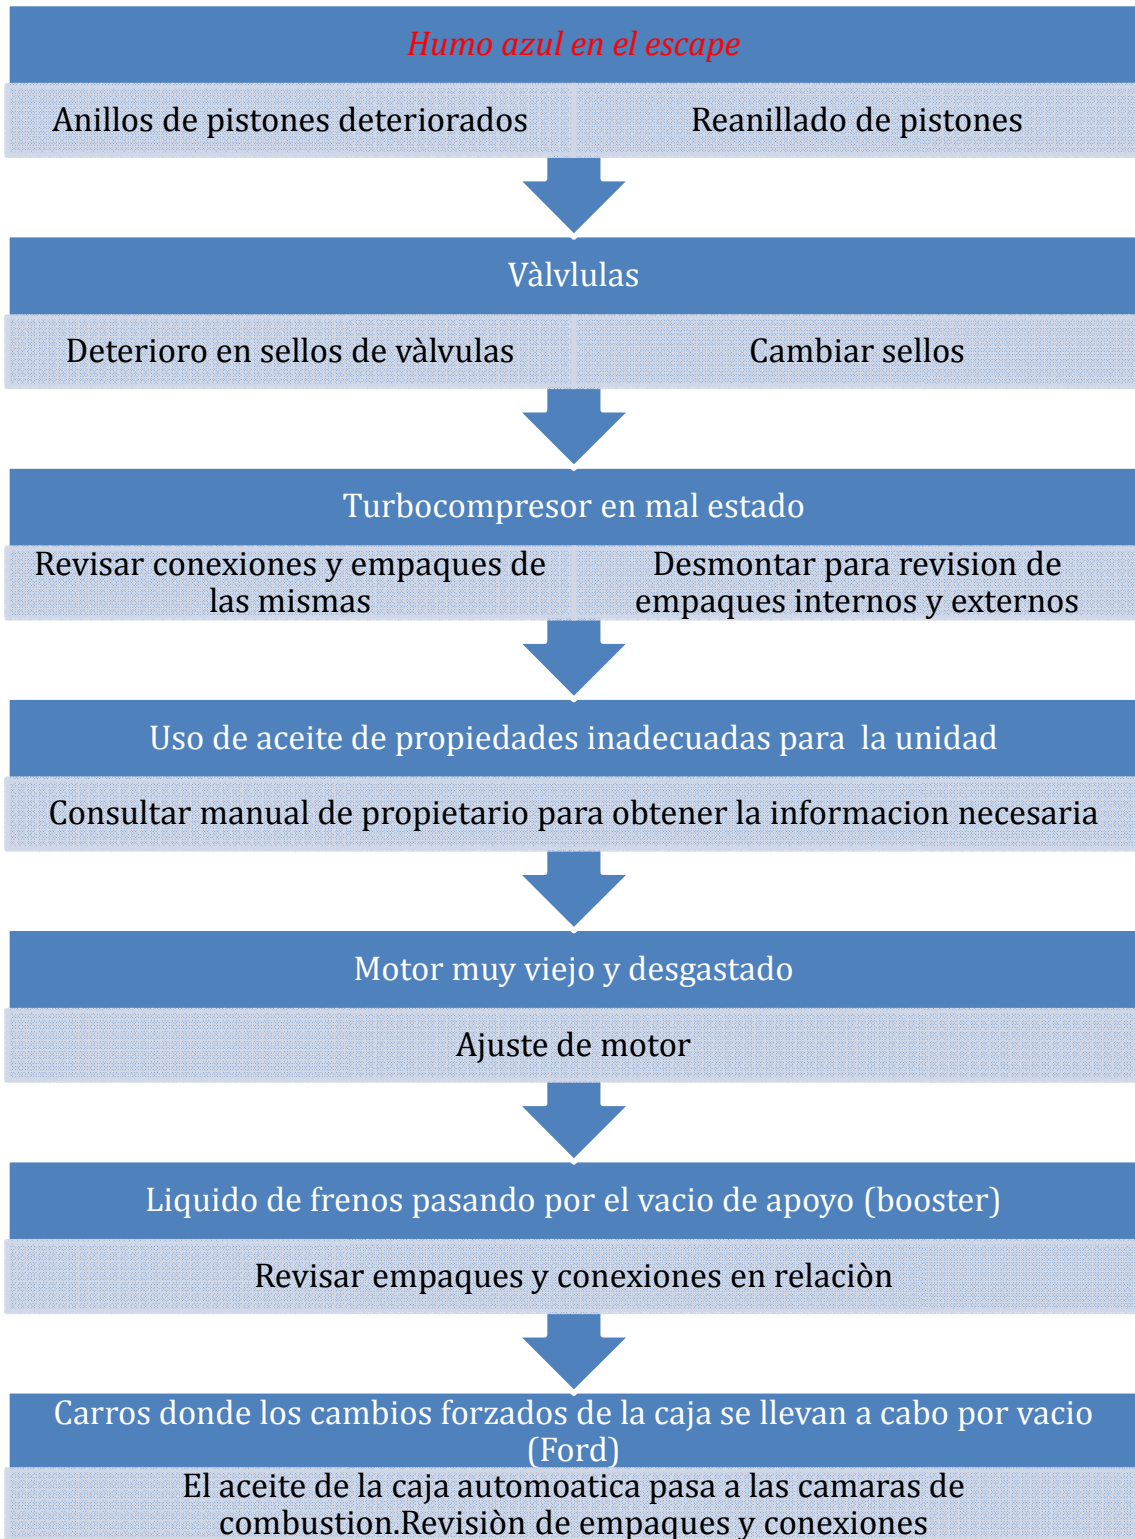 Humo azul en el escape
Anillos de pistones deteriorados
Reanillado de pistones
Vàlvlulas
Deterioro en sellos de vàlvulas
Cambiar sellos
Turbocompresor en mal estado
Revisar conexiones y empaques de
las mismas
Desmontar para revision de
empaques internos y externos
Uso de aceite de propiedades inadecuadas para  la unidad
Consultar manual de propietario para obtener la informacion necesaria
Motor muy viejo y desgastado
Ajuste de motor
Liquido de frenos pasando por el vacio de apoyo (booster)
Revisar empaques y conexiones en relaciòn
Carros donde los cambios forzados de la caja se llevan a cabo por vacio
(Ford)
El aceite de la caja automoatica pasa a las camaras de
combustion.Revisiòn de empaques y conexiones